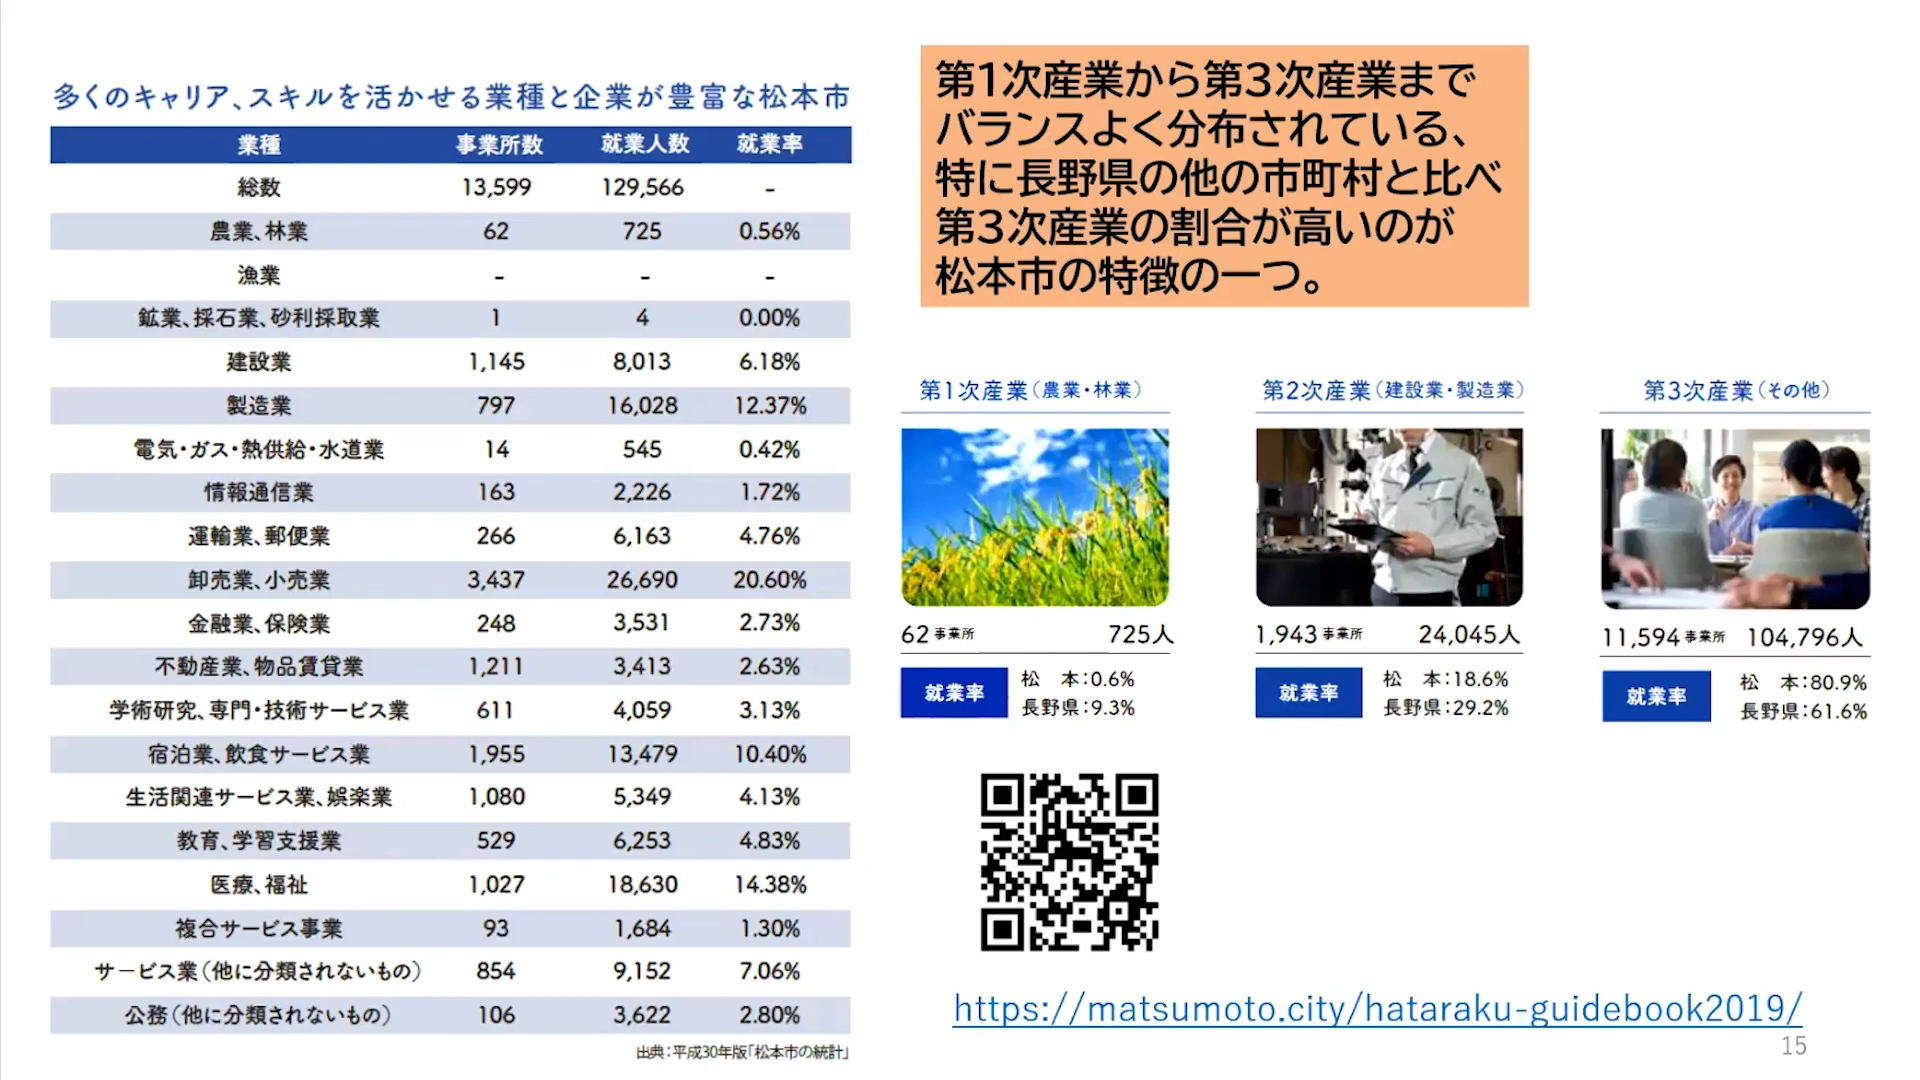 多くのキャリア、スキルを活かせる業種と企業が豊富な松本市
業種 事業所数 就業人数 就業率
総数 13,599 129,566 -
農業、林業 62 725 0.56%
漁業 - - -
鉱業、採石業、砂利採取業 1 4 0.00%
建設業 1,145 8,013 6.18%
製造業 797 16,028 12.37%
電気・ガス・熱供給・水道業 14 545 0.42%
情報通信業 163 2,226 1.72%
運輸業、郵便業 266 6,163 4.76%
卸売業、小売業 3,437 26,690 20.60%
金融業、保険業 248 3,531 2.73%
不動産業、物品賃貸業 1,211 3,413 2.63%
学術研究、専門・技術サービス業 611 4,059 3.13%
宿泊業、飲食サービス業 1,955 13,479 10.40%
生活関連サービス業、娯楽業 1,080 5,349 4.13%
教育、学習支援業 529 6,253 4.83%
医療、福祉 1,027 18,630 14.38%
複合サービス事業 93 1,684 1.30%
サービス業（他に分類されないもの） 854 9,152 7.06%
公務（他に分類されないもの） 106 3,622 2.80%
出典：平成30年版「松本市の統計」
第1次産業から第3次産業まで
バランスよく分布されている、
特に長野県の他の市町村と比べ
第3次産業の割合が高いのが
松本市の特徴の一つ。
第1次産業（農業・林業）
62事業所 725人
就業率
松 本：0.6%
長野県：9.3%
第2次産業（建設業・製造業）
1,943事業所 24,045人
就業率
松 本：18.6%
長野県：29.2%
第3次産業（その他）
11,594事業所 104,796人
就業率
松 本：80.9%
長野県：61.6%
https://matsumoto.city/hataraku-guidebook2019/
15